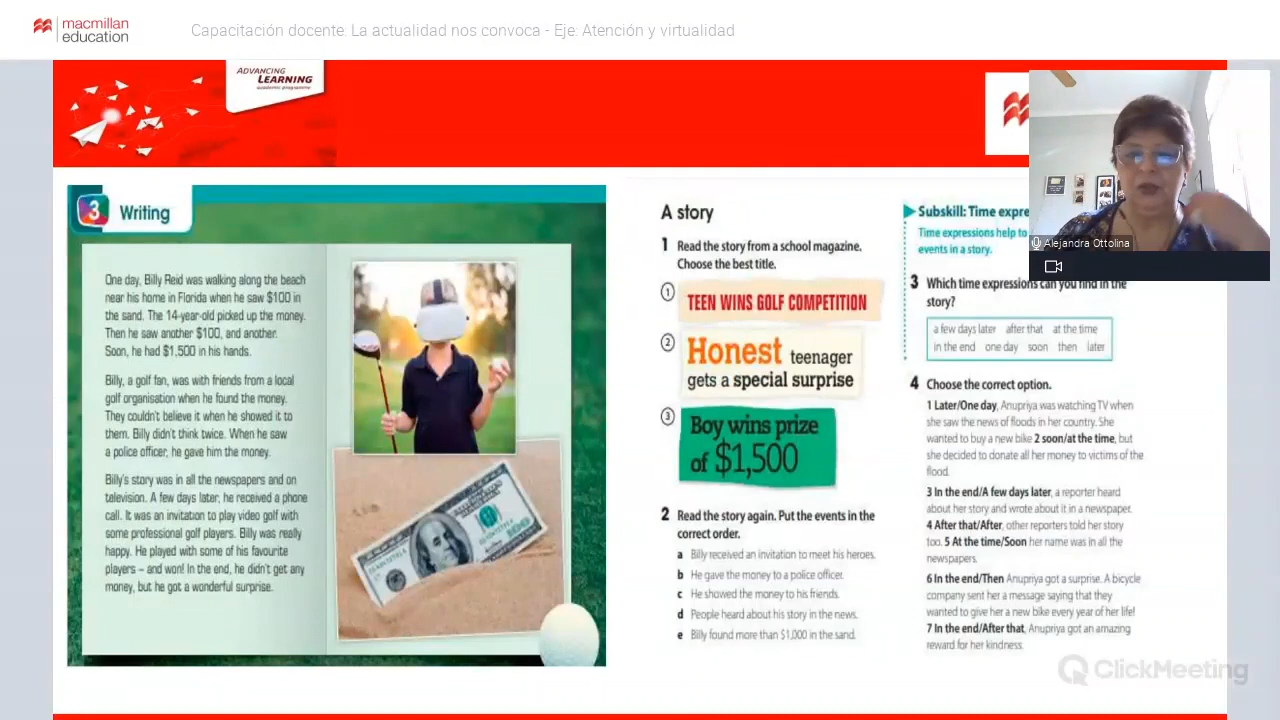 macmillan
education
Capacitación docente: La actualidad nos convoca - Eje: Atención y virtualidad
ADVANCING
LEARNING
academic programme
3 Writing
One day, Billy Reid was walking along the beach
near his home in Florida when he saw $100 in
the sand. The 14-year-old picked up the money.
Then he saw another $100, and another.
Soon, he had $1,500 in his hands.
Billy, a golf fan, was with friends from a local
golf organisation when he found the money.
They couldn't believe it when he showed it to
them. Billy didn't think twice. When he saw
a police officer, he gave him the money.
Billy's story was in all the newspapers and on
television. A few days later, he received a phone
call. It was an invitation to play video golf with
some professional golf players. Billy was really
happy. He played with some of his favourite
players – and won! In the end, he didn't get any
money, but he got a wonderful surprise.
A story
1 Read the story from a school magazine.
Choose the best title.
1 TEEN WINS GOLF COMPETITION
2 Honest teenager
gets a special surprise
3 Boy wins prize
of $1,500
2 Read the story again. Put the events in the
correct order.
a Billy received an invitation to meet his heroes.
b He gave the money to a police officer.
c He showed the money to his friends.
d People heard about his story in the news.
e Billy found more than $1,000 in the sand.
Subskill: Time expre
Time expressions help to
events in a story.
3 Which time expressions can you find in the
story?
a few days later after that at the time
in the end one day soon then later
4 Choose the correct option.
1 Later/One day, Anupriya was watching TV when
she saw the news of floods in her country. She
wanted to buy a new bike 2 soon/at the time, but
she decided to donate all her money to victims of the
flood.
3 In the end/A few days later, a reporter heard
about her story and wrote about it in a newspaper.
4 After that/After, other reporters told her story
too. 5 At the time/Soon her name was in all the
newspapers.
6 In the end/Then Anupriya got a surprise. A bicycle
company sent her a message saying that they
wanted to give her a new bike every year of her life!
7 In the end/After that, Anupriya got an amazing
reward for her kindness.
Alejandra Ottolina
ClickMeeting